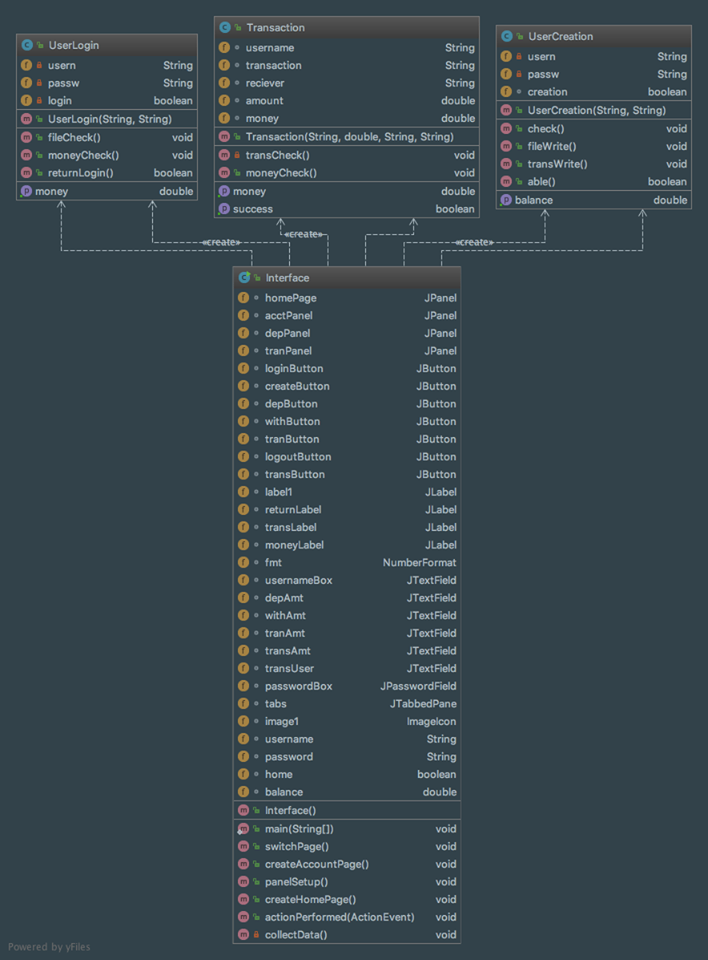 UserLogin
usern String
passw String
login boolean
UserLogin(String, String)
fileCheck() void
moneyCheck() void
returnLogin() boolean
money double
Transaction
username String
transaction String
reciever String
amount double
money double
Transaction(String, double, String, String)
transCheck() void
moneyCheck() void
money double
success boolean
UserCreation
usern String
passw String
creation boolean
UserCreation(String, String)
check() void
fileWrite() void
transWrite() void
able() boolean
balance double
«create»
«create»
«create»
Interface
homePage JPanel
acctPanel JPanel
depPanel JPanel
tranPanel JPanel
loginButton JButton
createButton JButton
depButton JButton
withButton JButton
tranButton JButton
logoutButton JButton
transButton JButton
label1 JLabel
returnLabel JLabel
transLabel JLabel
moneyLabel JLabel
fmt NumberFormat
usernameBox JTextField
depAmt JTextField
withAmt JTextField
tranAmt JTextField
transAmt JTextField
transUser JTextField
passwordBox JPasswordField
tabs JTabbedPane
image1 ImageIcon
username String
password String
home boolean
balance double
Interface()
main(String[]) void
switchPage() void
createAccountPage() void
panelSetup() void
createHomePage() void
actionPerformed(ActionEvent) void
collectData() void
Powered by yFiles